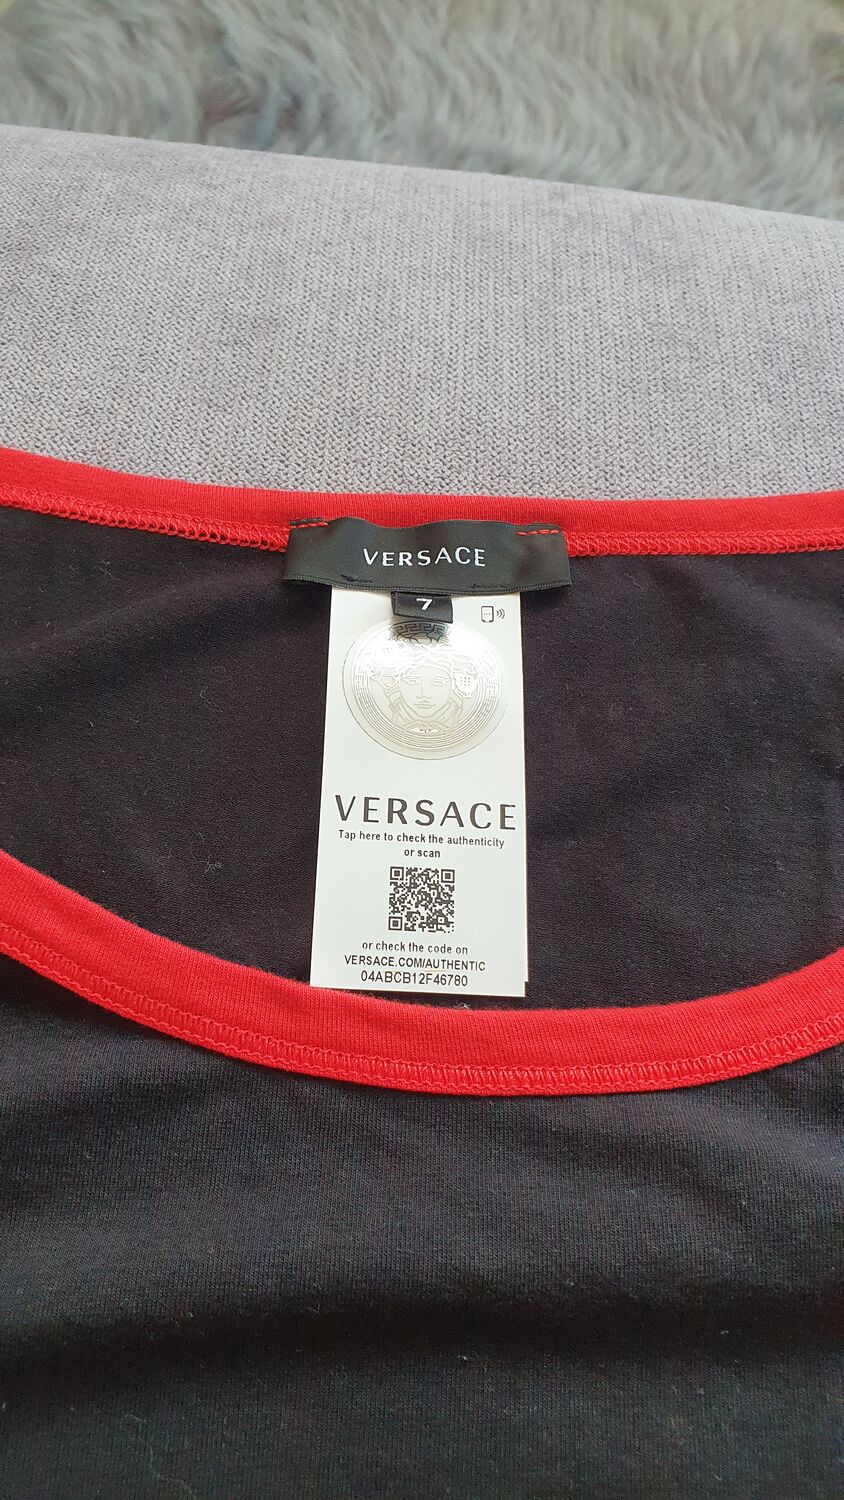 VERSACE
7
VERSACE
Tap here to check the authenticity
or scan
or check the code on
VERSACE.COM/AUTHENTIC
04ABCB12F46780